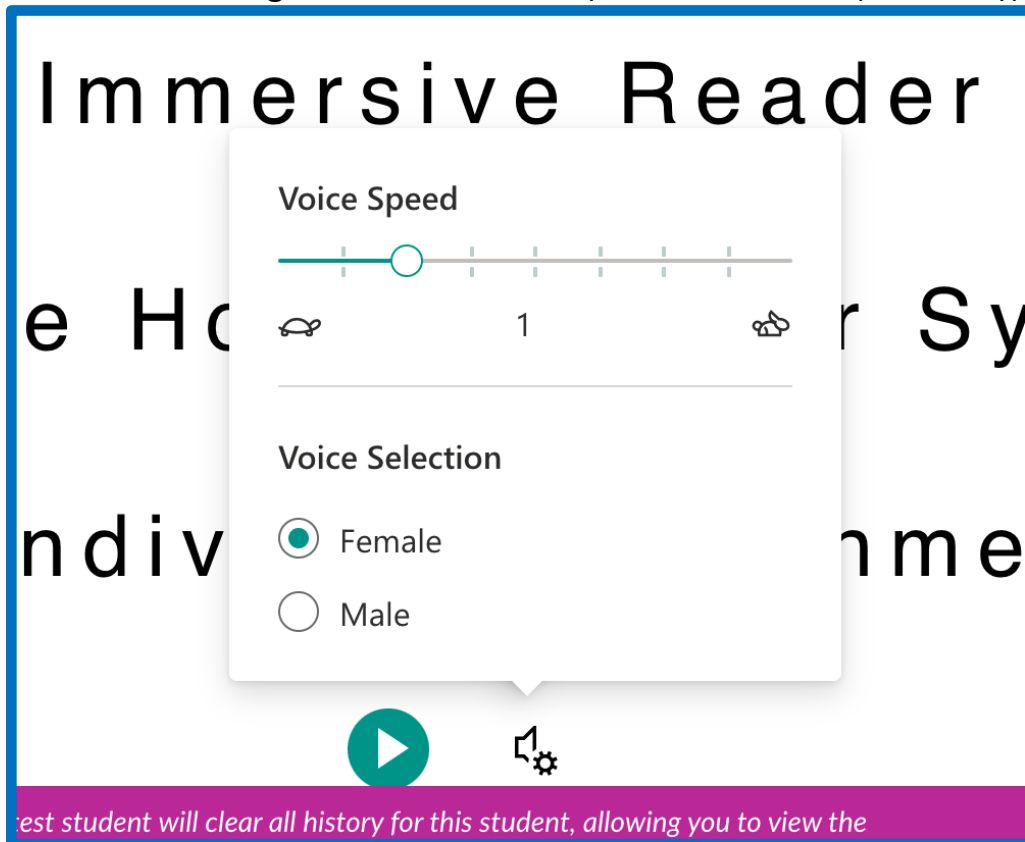 Immersive Reader
Voice Speed
e Ho r Sy
1
Voice Selection
ndiv nme
Female
Male
test student will clear all history for this student, allowing you to view the